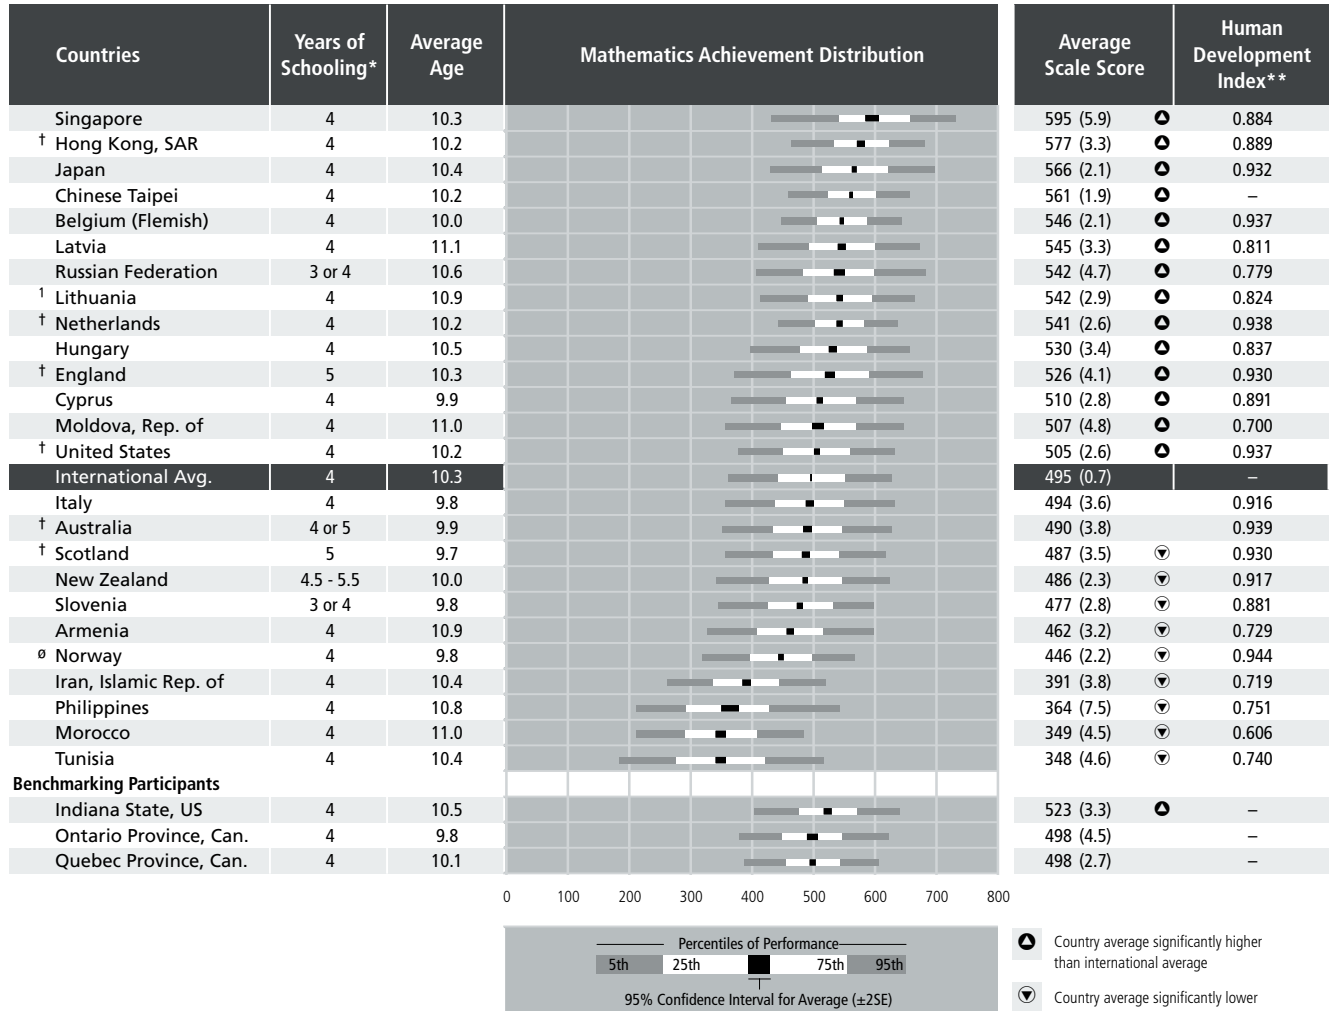 Countries Years of Schooling* Average Age Mathematics Achievement Distribution Average Scale Score Human Development Index**
Singapore 4 10.3 595 (5.9) 0.884
† Hong Kong, SAR 4 10.2 577 (3.3) 0.889
Japan 4 10.4 566 (2.1) 0.932
Chinese Taipei 4 10.2 561 (1.9) –
Belgium (Flemish) 4 10.0 546 (2.1) 0.937
Latvia 4 11.1 545 (3.3) 0.811
Russian Federation 3 or 4 10.6 542 (4.7) 0.779
1 Lithuania 4 10.9 542 (2.9) 0.824
† Netherlands 4 10.2 541 (2.6) 0.938
Hungary 4 10.5 530 (3.4) 0.837
† England 5 10.3 526 (4.1) 0.930
Cyprus 4 9.9 510 (2.8) 0.891
Moldova, Rep. of 4 11.0 507 (4.8) 0.700
† United States 4 10.2 505 (2.6) 0.937
International Avg. 4 10.3 495 (0.7) –
Italy 4 9.8 494 (3.6) 0.916
† Australia 4 or 5 9.9 490 (3.8) 0.939
† Scotland 5 9.7 487 (3.5) 0.930
New Zealand 4.5 - 5.5 10.0 486 (2.3) 0.917
Slovenia 3 or 4 9.8 477 (2.8) 0.881
Armenia 4 10.9 462 (3.2) 0.729
ø Norway 4 9.8 446 (2.2) 0.944
Iran, Islamic Rep. of 4 10.4 391 (3.8) 0.719
Philippines 4 10.8 364 (7.5) 0.751
Morocco 4 11.0 349 (4.5) 0.606
Tunisia 4 10.4 348 (4.6) 0.740
Benchmarking Participants
Indiana State, US 4 10.5 523 (3.3) –
Ontario Province, Can. 4 9.8 498 (4.5) –
Quebec Province, Can. 4 10.1 498 (2.7) –
0 100 200 300 400 500 600 700 800
Percentiles of Performance
5th 25th 75th 95th
95% Confidence Interval for Average (±2SE)
Country average significantly higher
than international average
Country average significantly lower